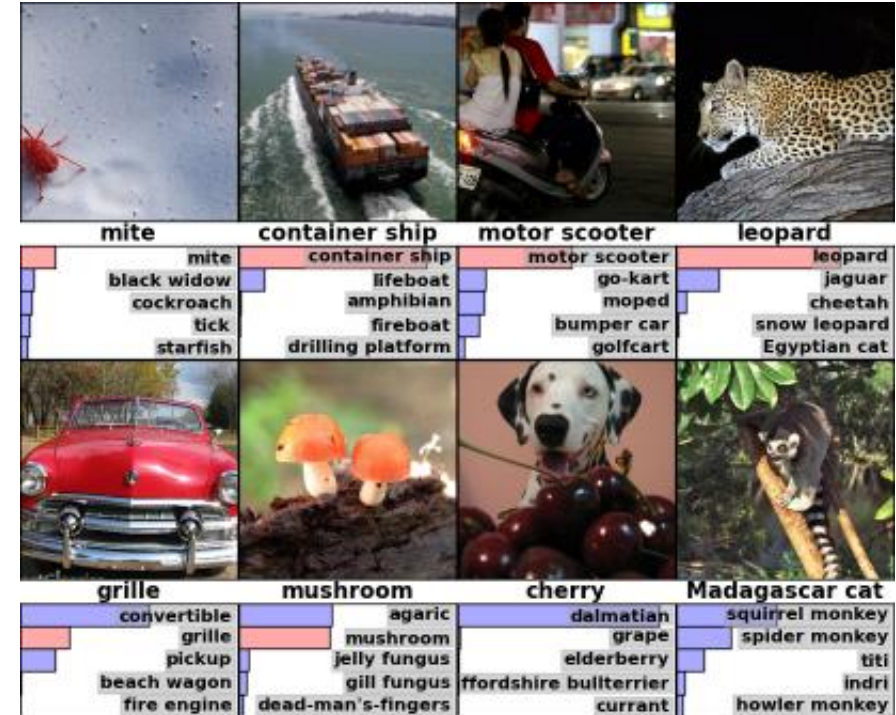 mite container ship motor scooter leopard
mite
black widow
cockroach
tick
starfish
container ship
lifeboat
amphibian
fireboat
drilling platform
motor scooter
go-kart
moped
bumper car
golfcart
leopard
jaguar
cheetah
snow leopard
Egyptian cat
grille mushroom cherry Madagascar cat
convertible
grille
pickup
beach wagon
fire engine
agaric
mushroom
jelly fungus
gill fungus
dead-man's-fingers
dalmatian
grape
elderberry
ffordshire bullterrier
currant
squirrel monkey
spider monkey
titi
indri
howler monkey